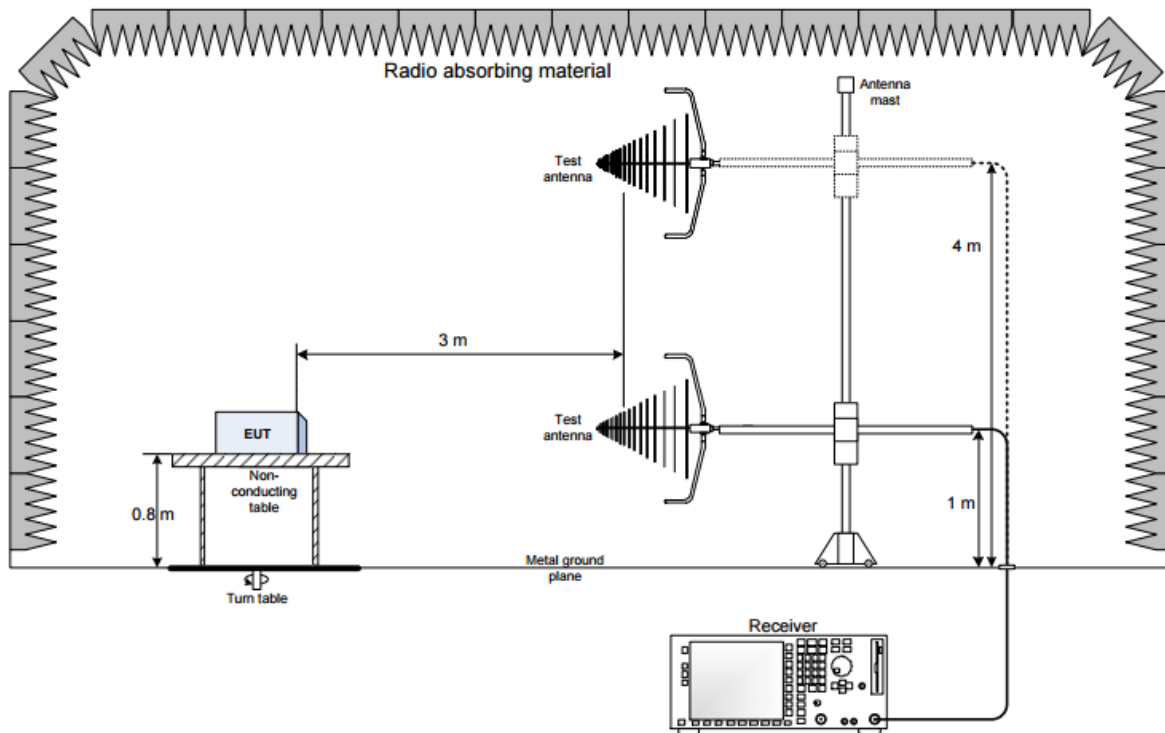 Radio absorbing material
Antenna
mast
Test
antenna
4 m
3 m
Test
antenna
EUT
Non-
conducting
table
0.8 m
1 m
Metal ground
plane
Turn table
Receiver